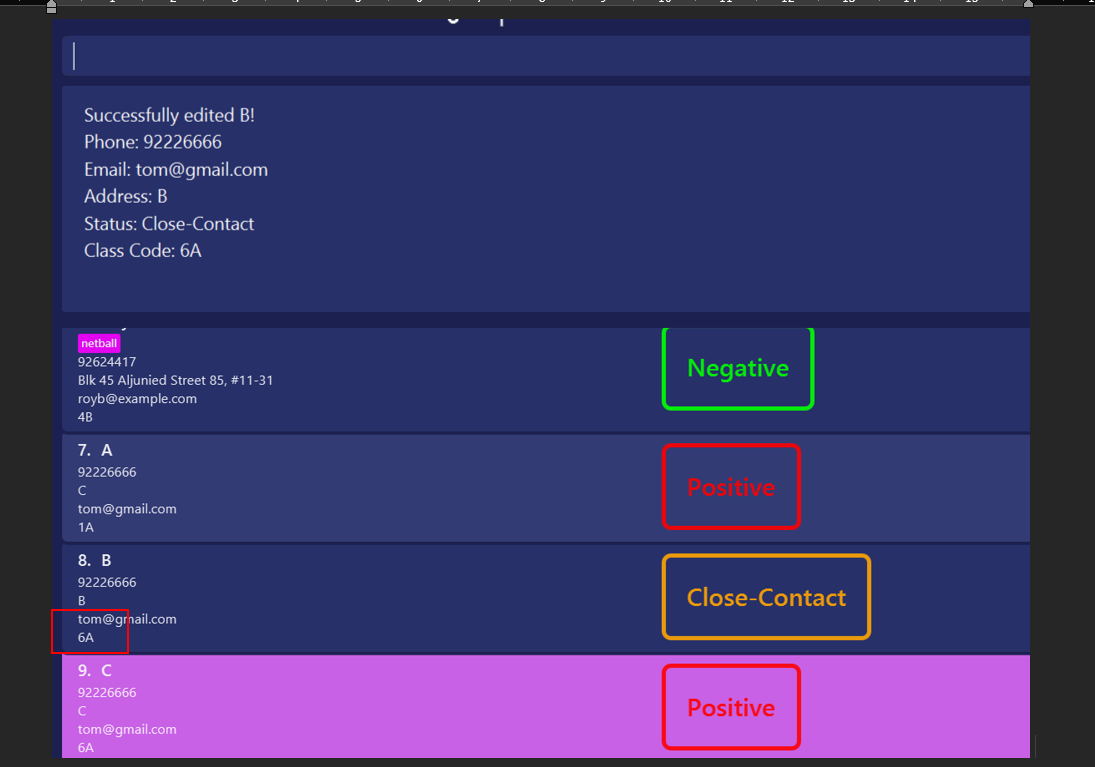 Successfully edited B!
Phone: 92226666
Email: tom@gmail.com
Address: B
Status: Close-Contact
Class Code: 6A
netball
92624417
Blk 45 Aljunied Street 85, #11-31
royb@example.com
4B
Negative
7. A
92226666
C
tom@gmail.com
1A
Positive
8. B
92226666
B
tom@gmail.com
6A
Close-Contact
9. C
92226666
C
tom@gmail.com
6A
Positive